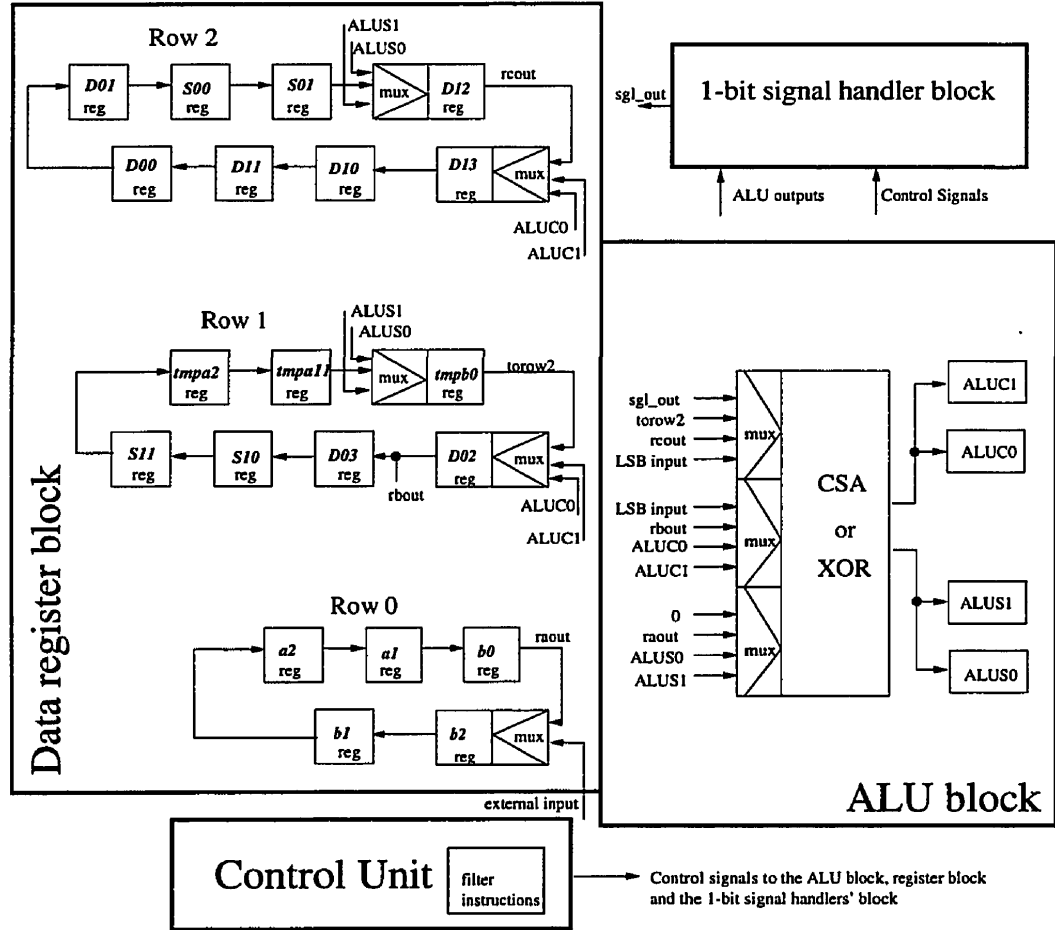 Row 2
ALUS1
ALUS0
D01 reg
S00 reg
S01 reg
mux
D12 reg
rcout
D00 reg
D11 reg
D10 reg
D13 reg
mux
ALUC0
ALUC1
sgl_out
1-bit signal handler block
ALU outputs
Control Signals
Row 1
ALUS1
ALUS0
tmpa2 reg
tmpa11 reg
mux
tmpb0 reg
torow2
S11 reg
S10 reg
D03 reg
rbout
D02 reg
mux
ALUC0
ALUC1
Row 0
a2 reg
a1 reg
b0 reg
raout
b1 reg
b2 reg
mux
external input
Data register block
sgl_out
torow2
rcout
LSB input
mux
LSB input
rbout
ALUC0
ALUC1
mux
0
raout
ALUS0
ALUS1
mux
CSA
or
XOR
ALUC1
ALUC0
ALUS1
ALUS0
ALU block
Control Unit
filter
instructions
Control signals to the ALU block, register block
and the 1-bit signal handlers' block